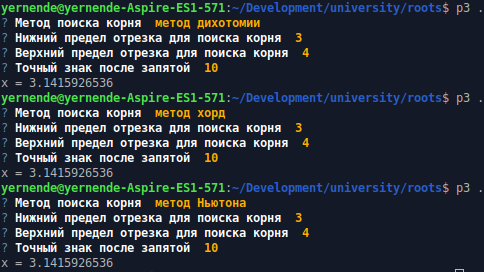 yernende@yernende-Aspire-ES1-571:~/Development/university/roots$ p3 .
? Метод поиска корня метод дихотомии
? Нижний предел отрезка для поиска корня 3
? Верхний предел отрезка для поиска корня 4
? Точный знак после запятой 10
x = 3.1415926536
yernende@yernende-Aspire-ES1-571:~/Development/university/roots$ p3 .
? Метод поиска корня метод хорд
? Нижний предел отрезка для поиска корня 3
? Верхний предел отрезка для поиска корня 4
? Точный знак после запятой 10
x = 3.1415926536
yernende@yernende-Aspire-ES1-571:~/Development/university/roots$ p3 .
? Метод поиска корня метод Ньютона
? Нижний предел отрезка для поиска корня 3
? Верхний предел отрезка для поиска корня 4
? Точный знак после запятой 10
x = 3.1415926536